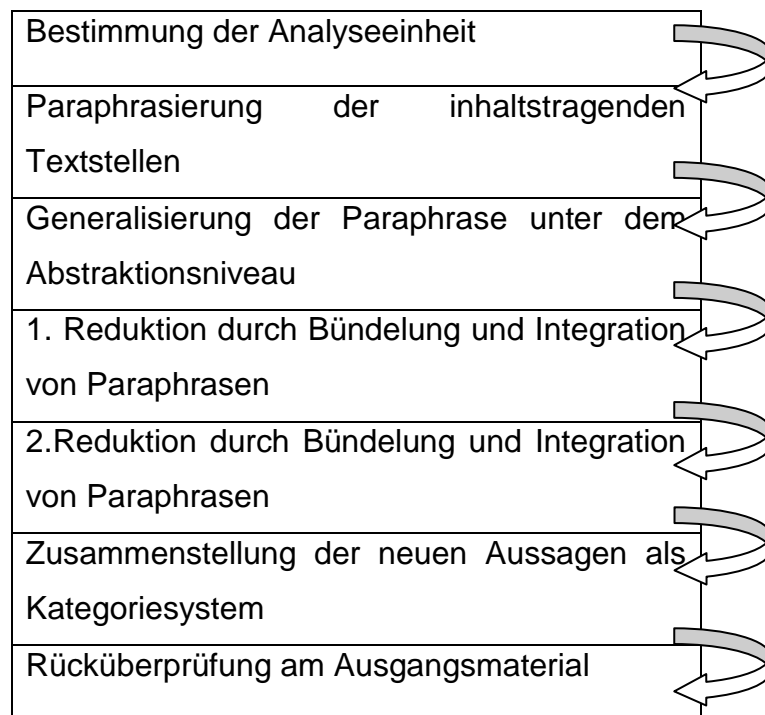 Bestimmung der Analyseeinheit
Paraphrasierung der inhaltstragenden
Textstellen
Generalisierung der Paraphrase unter dem
Abstraktionsniveau
1. Reduktion durch Bündelung und Integration
von Paraphrasen
2.Reduktion durch Bündelung und Integration
von Paraphrasen
Zusammenstellung der neuen Aussagen als
Kategoriesystem
Rücküberprüfung am Ausgangsmaterial